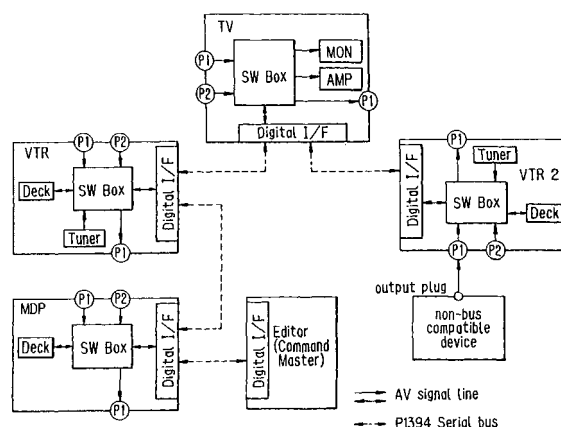 TV
P1
P2
SW Box
MON
AMP
P1
Digital I/F
VTR
P1
P2
Deck
SW Box
Tuner
P1
Digital I/F
P1
Tuner
VTR 2
Digital I/F
SW Box
Deck
P1
P2
output plug
non-bus
compatible
device
MDP
P1
P2
Deck
SW Box
P1
Digital I/F
Digital I/F
Editor
(Command
Master)
AV signal line
P1394 Serial bus